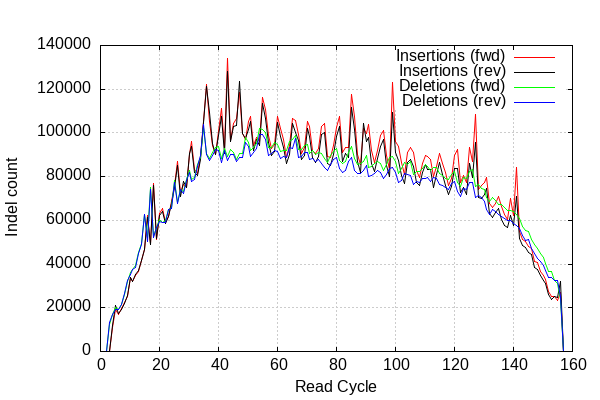 140000
120000
100000
80000
60000
40000
20000
0
Indel count
Insertions (fwd)
Insertions (rev)
Deletions (fwd)
Deletions (rev)
0 20 40 60 80 100 120 140 160
Read Cycle